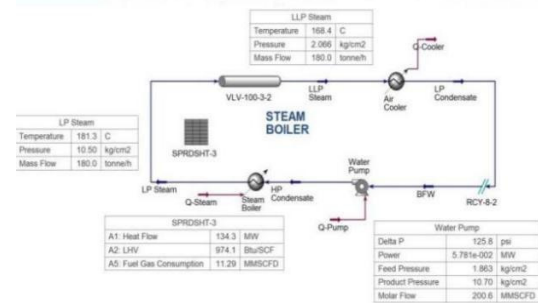 LLP Steam
Temperature 168.4 C
Pressure 2.066 kg/cm2
Mass Flow 180.0 tonne/h
Q-Cooler
VLV-100-3-2
LLP
Steam
Air
Cooler
LP
Condensate
STEAM
BOILER
LP Steam
Temperature 181.3 C
Pressure 10.50 kg/cm2
Mass Flow 180.0 tonne/h
SPRDSHT-3
Water
Pump
LP Steam
Steam
Boiler
HP
Condensate
BFW
RCY-8-2
Q-Steam
Q-Pump
SPRDSHT-3
A1: Heat Flow 134.3 MW
A2: LHV 974.1 Btu/SCF
A5: Fuel Gas Consumption 11.29 MMSCFD
Water Pump
Delta P 125.8 psi
Power 5.781e-002 MW
Feed Pressure 1.863 kg/cm2
Product Pressure 10.70 kg/cm2
Molar Flow 200.6 MMSCFD